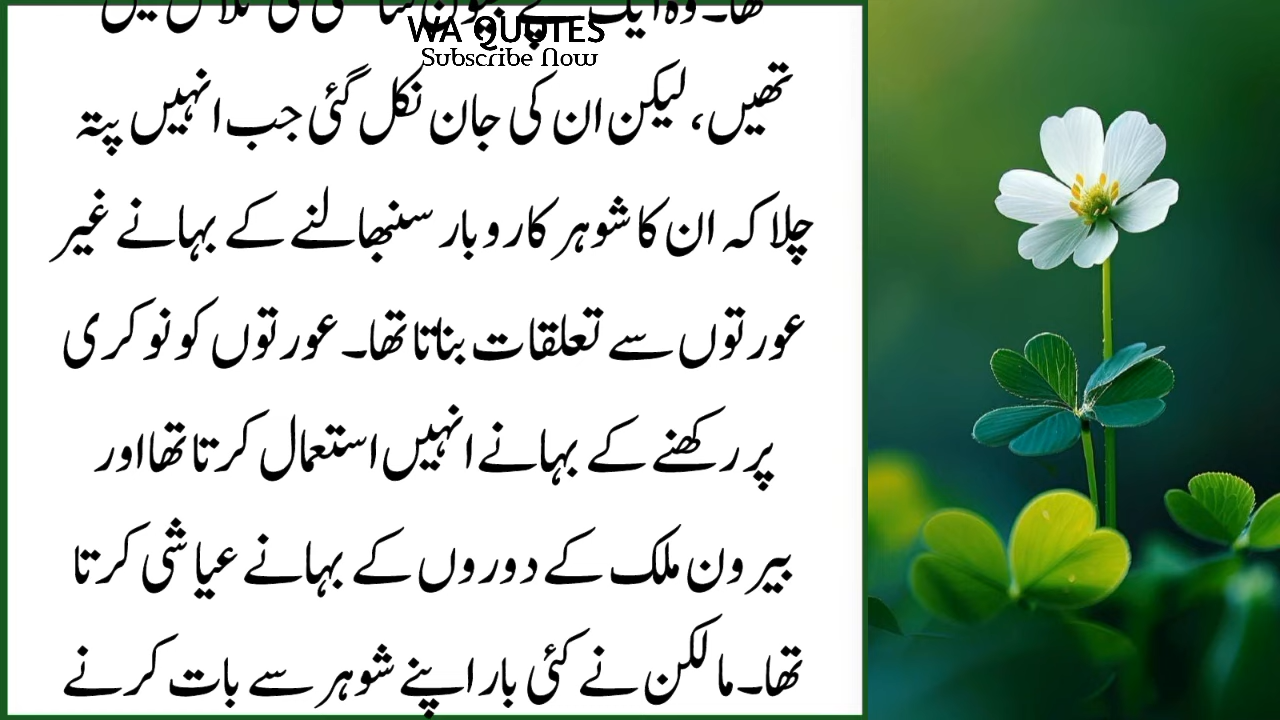 تھا۔ وہ ایک
WA QUOTES
Subscribe Now
تھیں، لیکن ان کی جان نکل گئی جب انہیں پتہ
چلا کہ ان کا شوہر کاروبار سنبھالنے کے بہانے غیر
عورتوں سے تعلقات بناتا تھا۔ عورتوں کو نوکری
پر رکھنے کے بہانے انہیں استعمال کرتا تھا اور
بیرون ملک کے دوروں کے بہانے عیاشی کرتا
تھا۔ مالکن نے کئی بار اپنے شوہر سے بات کرنے